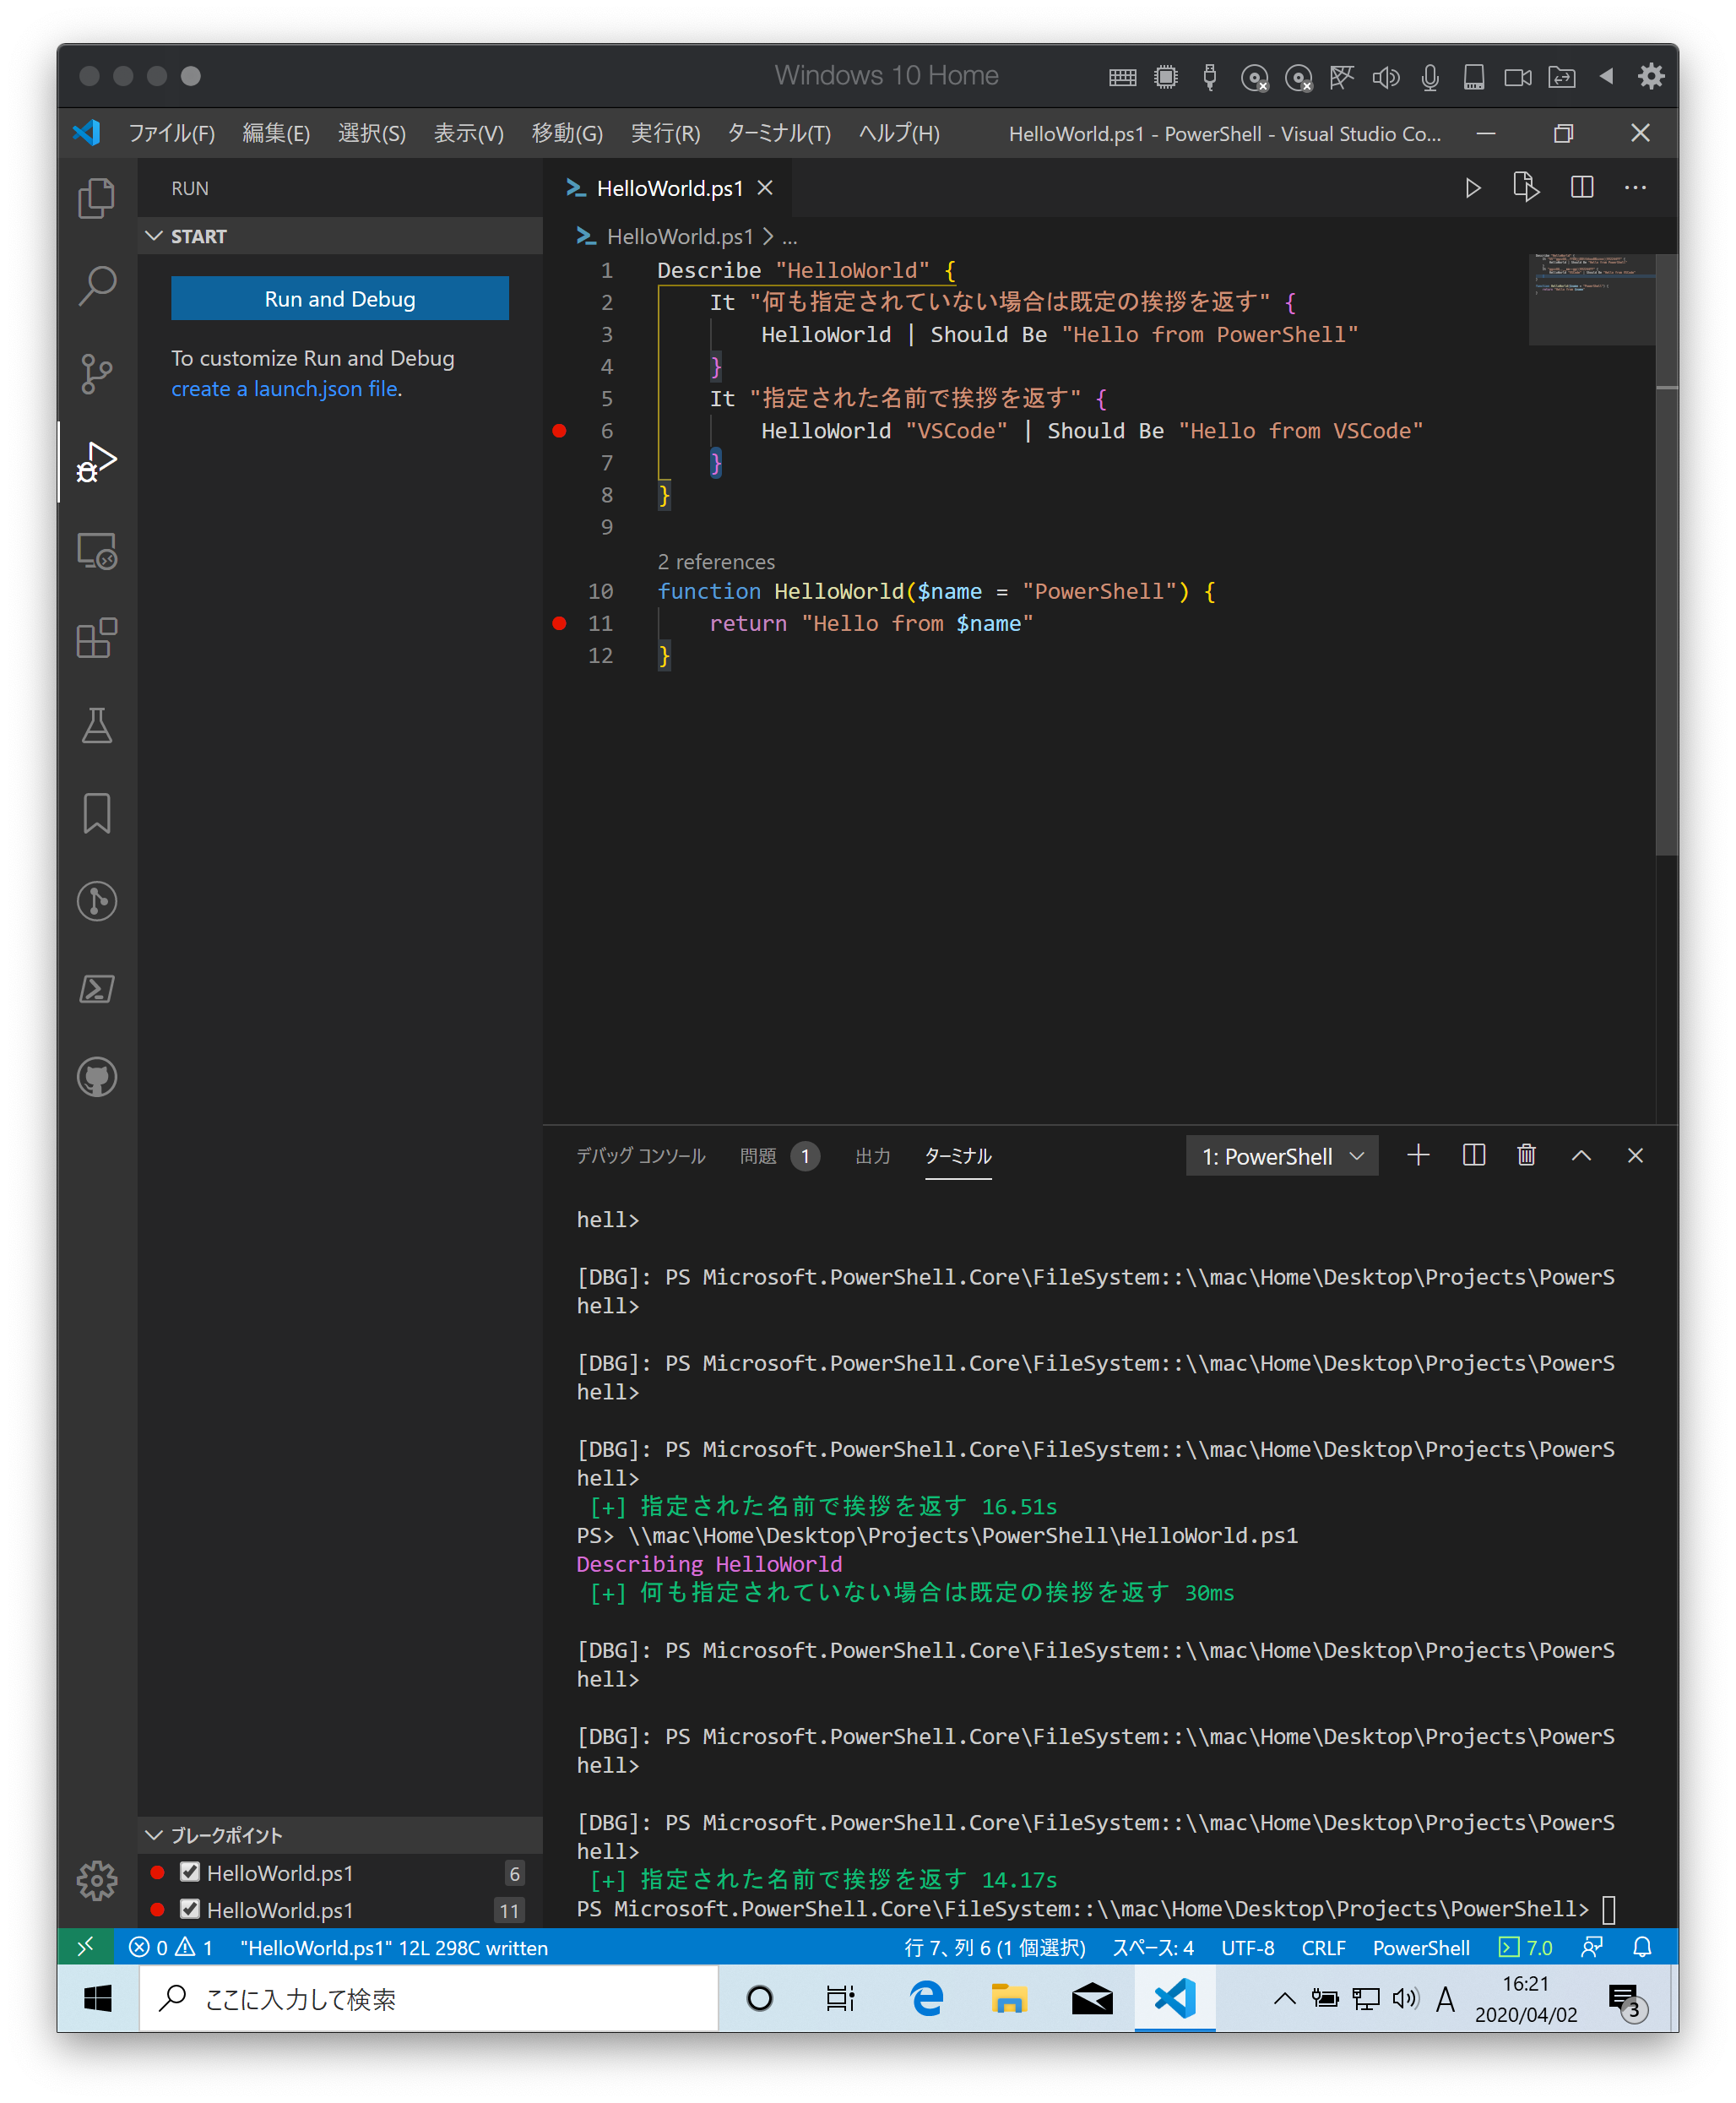 Windows 10 Home
ファイル(F) 編集(E) 選択(S) 表示(V) 移動(G) 実行(R) ターミナル(T) ヘルプ(H) HelloWorld.ps1 - PowerShell - Visual Studio Co...
RUN
START
Run and Debug
To customize Run and Debug
create a launch.json file.
HelloWorld.ps1
HelloWorld.ps1 > ...
1 Describe "HelloWorld" {
2 It "何も指定されていない場合は既定の挨拶を返す" {
3 HelloWorld | Should Be "Hello from PowerShell"
4 }
5 It "指定された名前で挨拶を返す" {
6 HelloWorld "VSCode" | Should Be "Hello from VSCode"
7 }
8 }
9
2 references
10 function HelloWorld($name = "PowerShell") {
11 return "Hello from $name"
12 }
デバッグ コンソール 問題 1 出力 ターミナル 1: PowerShell
hell>
[DBG]: PS Microsoft.PowerShell.Core\FileSystem::\\mac\Home\Desktop\Projects\PowerS
hell>
[DBG]: PS Microsoft.PowerShell.Core\FileSystem::\\mac\Home\Desktop\Projects\PowerS
hell>
[DBG]: PS Microsoft.PowerShell.Core\FileSystem::\\mac\Home\Desktop\Projects\PowerS
hell>
[+] 指定された名前で挨拶を返す 16.51s
PS> \\mac\Home\Desktop\Projects\PowerShell\HelloWorld.ps1
Describing HelloWorld
[+] 何も指定されていない場合は既定の挨拶を返す 30ms
[DBG]: PS Microsoft.PowerShell.Core\FileSystem::\\mac\Home\Desktop\Projects\PowerS
hell>
[DBG]: PS Microsoft.PowerShell.Core\FileSystem::\\mac\Home\Desktop\Projects\PowerS
hell>
[DBG]: PS Microsoft.PowerShell.Core\FileSystem::\\mac\Home\Desktop\Projects\PowerS
hell>
[+] 指定された名前で挨拶を返す 14.17s
PS Microsoft.PowerShell.Core\FileSystem::\\mac\Home\Desktop\Projects\PowerShell>
ブレークポイント
HelloWorld.ps1 6
HelloWorld.ps1 11
0 1 "HelloWorld.ps1" 12L 298C written 行 7、列 6 (1 個選択) スペース: 4 UTF-8 CRLF PowerShell 7.0
ここに入力して検索
A
16:21
2020/04/02
3